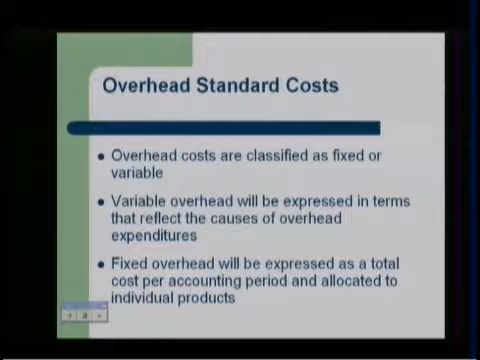 Overhead Standard Costs
Overhead costs are classified as fixed or
variable
Variable overhead will be expressed in terms
that reflect the causes of overhead
expenditures
Fixed overhead will be expressed as a total
cost per accounting period and allocated to
individual products